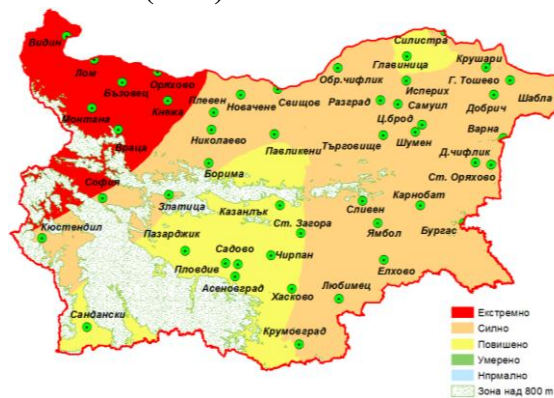 Видин
Лом
Бъзовец
Оряхово
Монтана
Кнежа
Враца
София
Кюстендил
Плевен
Новачене
Свищов
Николаево
Павликени
Борима
Златица
Казанлък
Пазарджик
Пловдив
Садово
Асеновград
Чирпан
Ст. Загора
Хасково
Сандански
Крумовград
Любимец
Елхово
Ямбол
Сливен
Карнобат
Бургас
Обр.чифлик
Силистра
Главиница
Крушари
Г. Тошево
Исперих
Разград
Самуил
Добрич
Шабла
Ц.брод
Шумен
Търговище
Варна
Д.чифлик
Ст. Оряхово
Екстремно
Силно
Повишено
Умерено
Нпрмално
Зона над 800 m